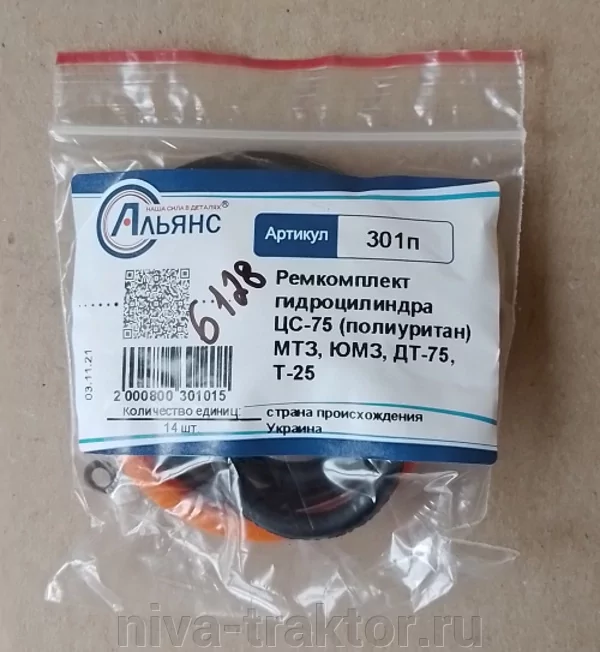 НАША СИЛА В ДЕТАЛЯХ
АЛЬЯНС®
Артикул 301п
6128
Ремкомплект
гидроцилиндра
ЦС-75 (полиуритан)
МТЗ, ЮМЗ, ДТ-75,
Т-25
03.11.21
2 000800 301015
Количество единиц:
14 шт.
страна происхождения
Украина
niva-traktor.ru